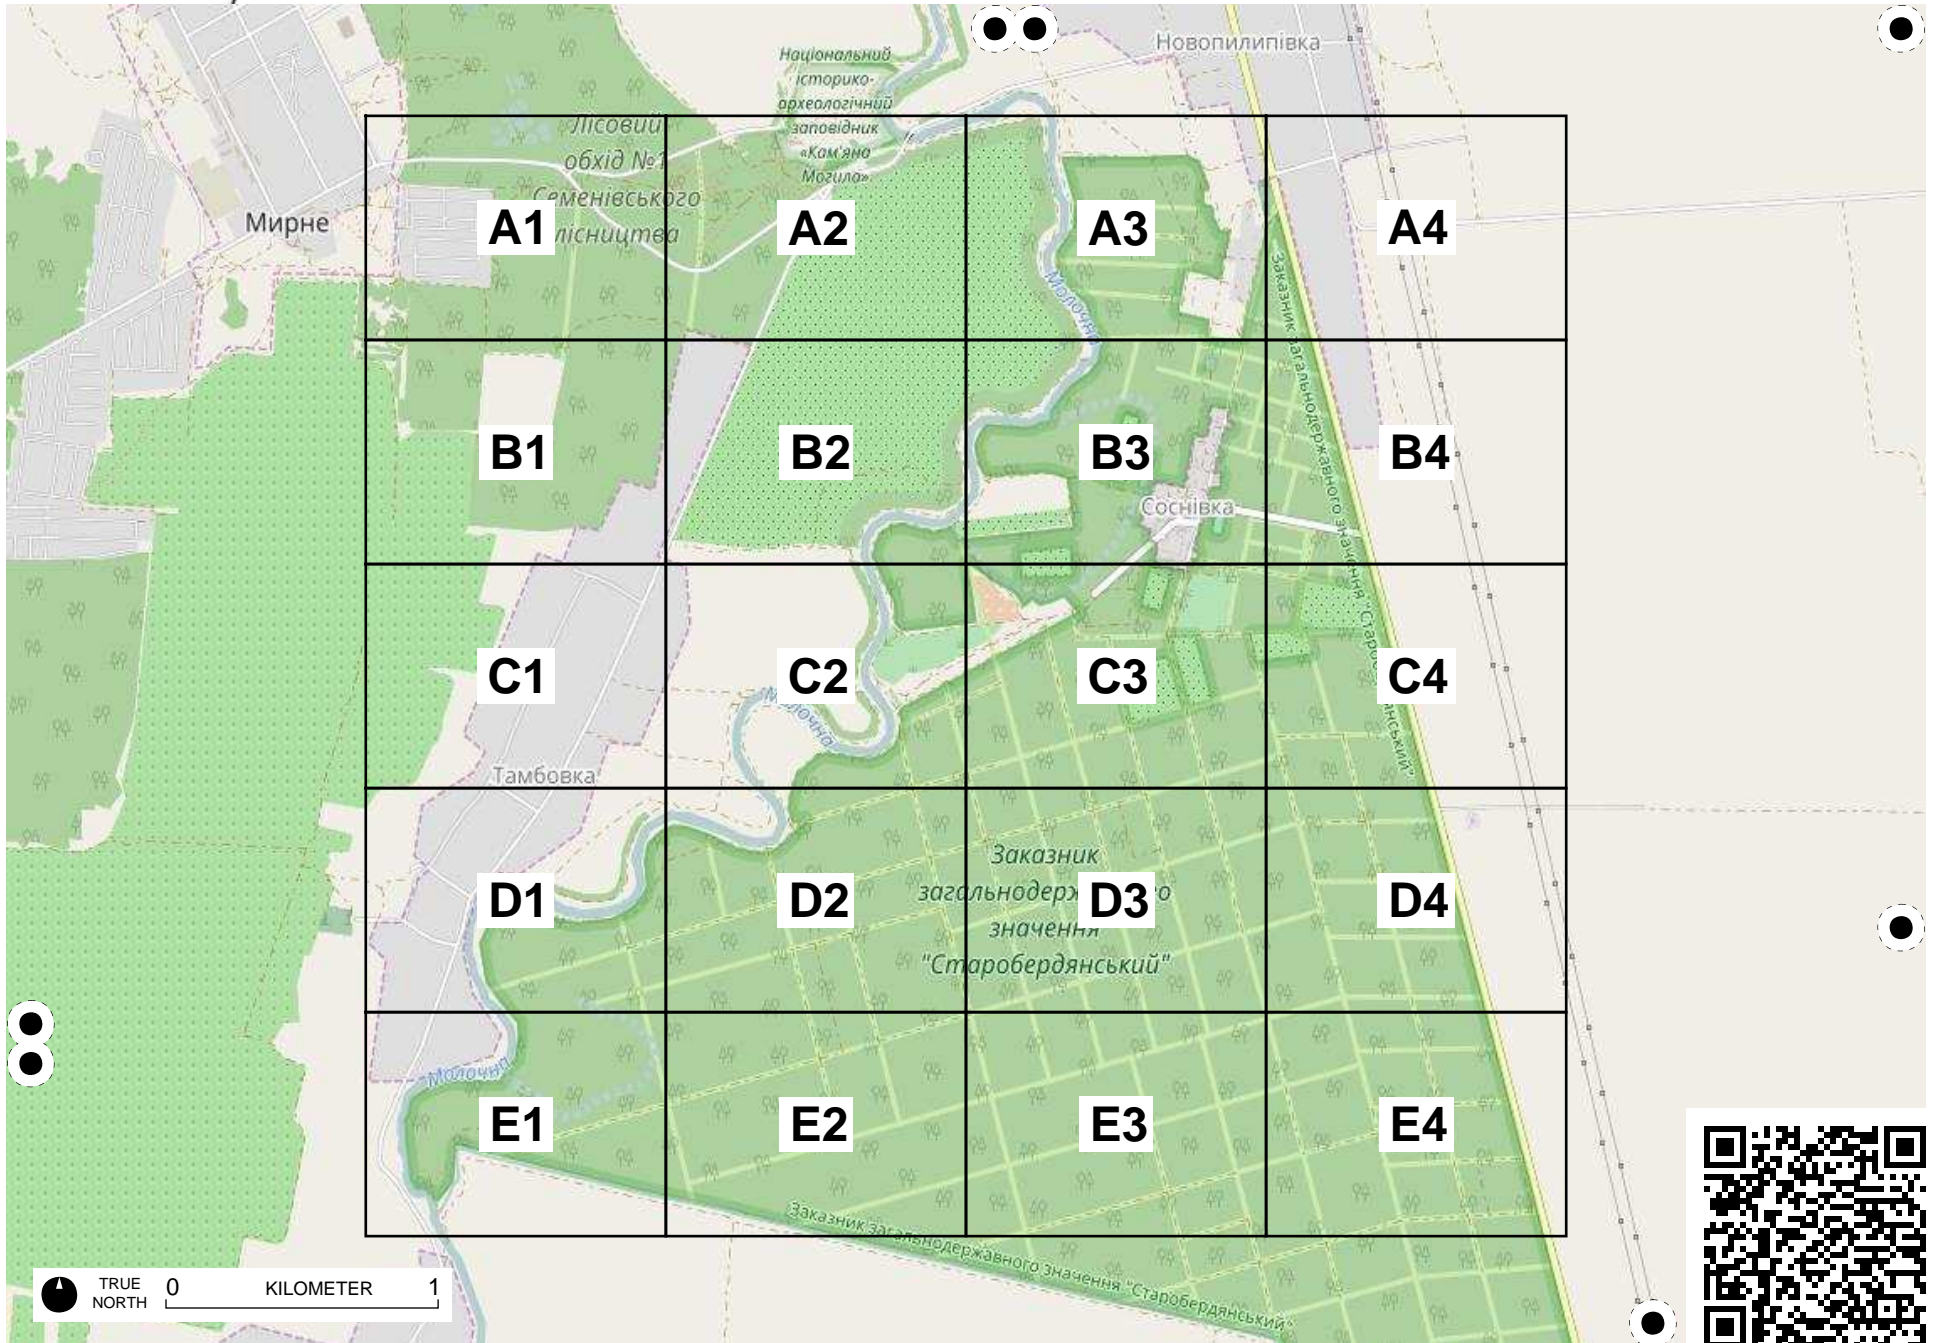 Новопилипівка
Національний
історико-
археологічний
заповідник
«Кам'яна
Могила»
Лісовий
обхід №1
Семенівського
лісництва
Мирне
A1
A2
A3
A4
Молочна
Заказник загальнодержавного значення "Старобердянський"
B1
B2
B3
B4
Соснівка
C1
C2
C3
C4
Молочна
Тамбовка
D1
D2
D3
D4
Заказник
загальнодержавного
значення
"Старобердянський"
Молочна
E1
E2
E3
E4
Заказник загальнодержавного значення "Старобердянський"
TRUE
NORTH
0 KILOMETER 1